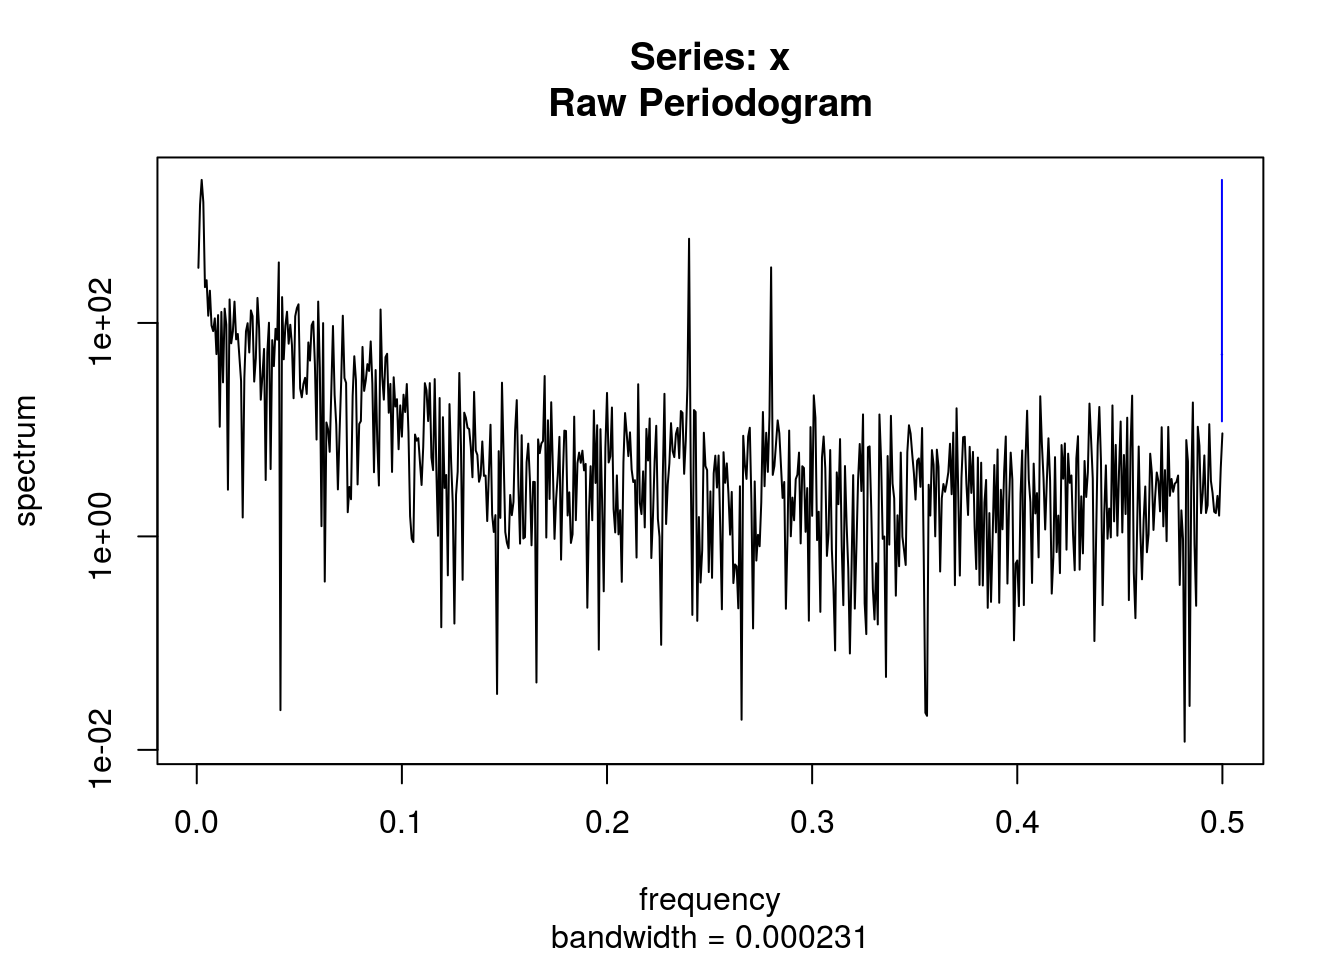 Series: x
Raw Periodogram
spectrum
1e+02
1e+00
1e-02
0.0 0.1 0.2 0.3 0.4 0.5
frequency
bandwidth = 0.000231